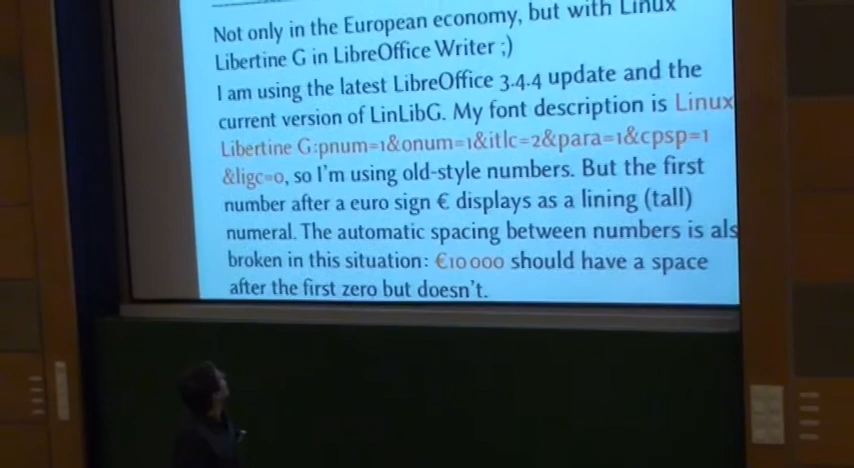 Not only in the European economy, but with Linux
Libertine G in LibreOffice Writer ;)
I am using the latest LibreOffice 3.4.4 update and the
current version of LinLibG. My font description is Linux
Libertine G:pnum=1&onum=1&itlc=2&para=1&cpsp=1
&ligc=0, so I'm using old-style numbers. But the first
number after a euro sign € displays as a lining (tall)
numeral. The automatic spacing between numbers is als
broken in this situation: €10 000 should have a space
after the first zero but doesn't.